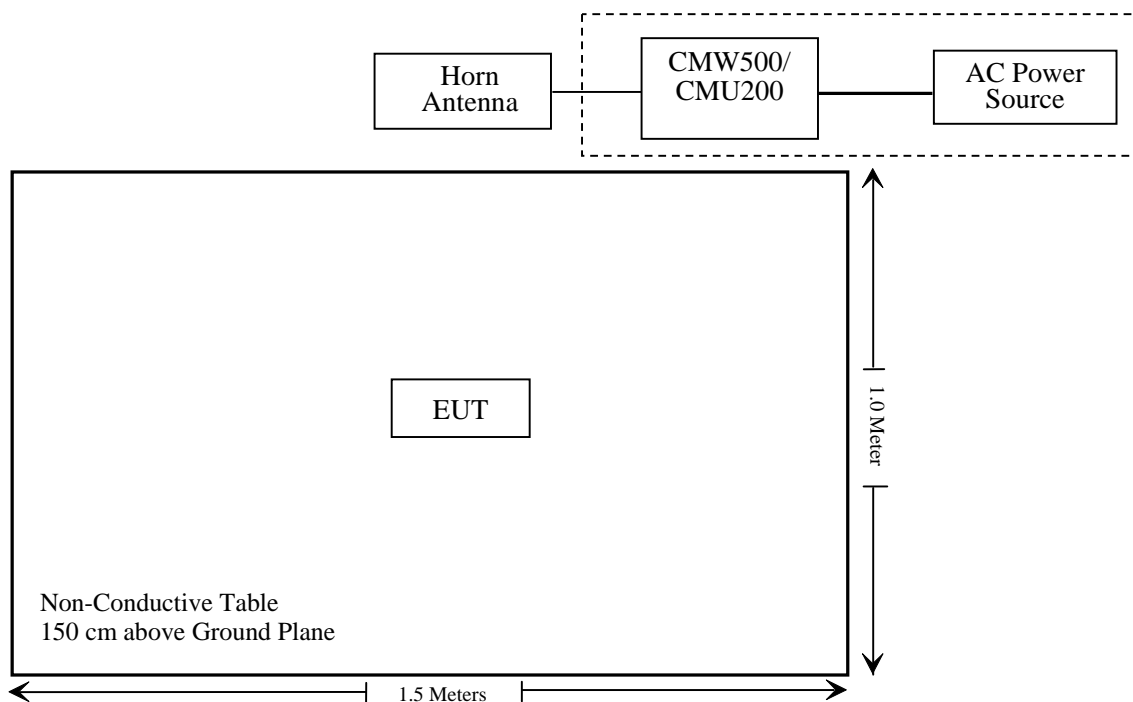 Horn
Antenna
CMW500/
CMU200
AC Power
Source
EUT
1.0 Meter
Non-Conductive Table
150 cm above Ground Plane
1.5 Meters